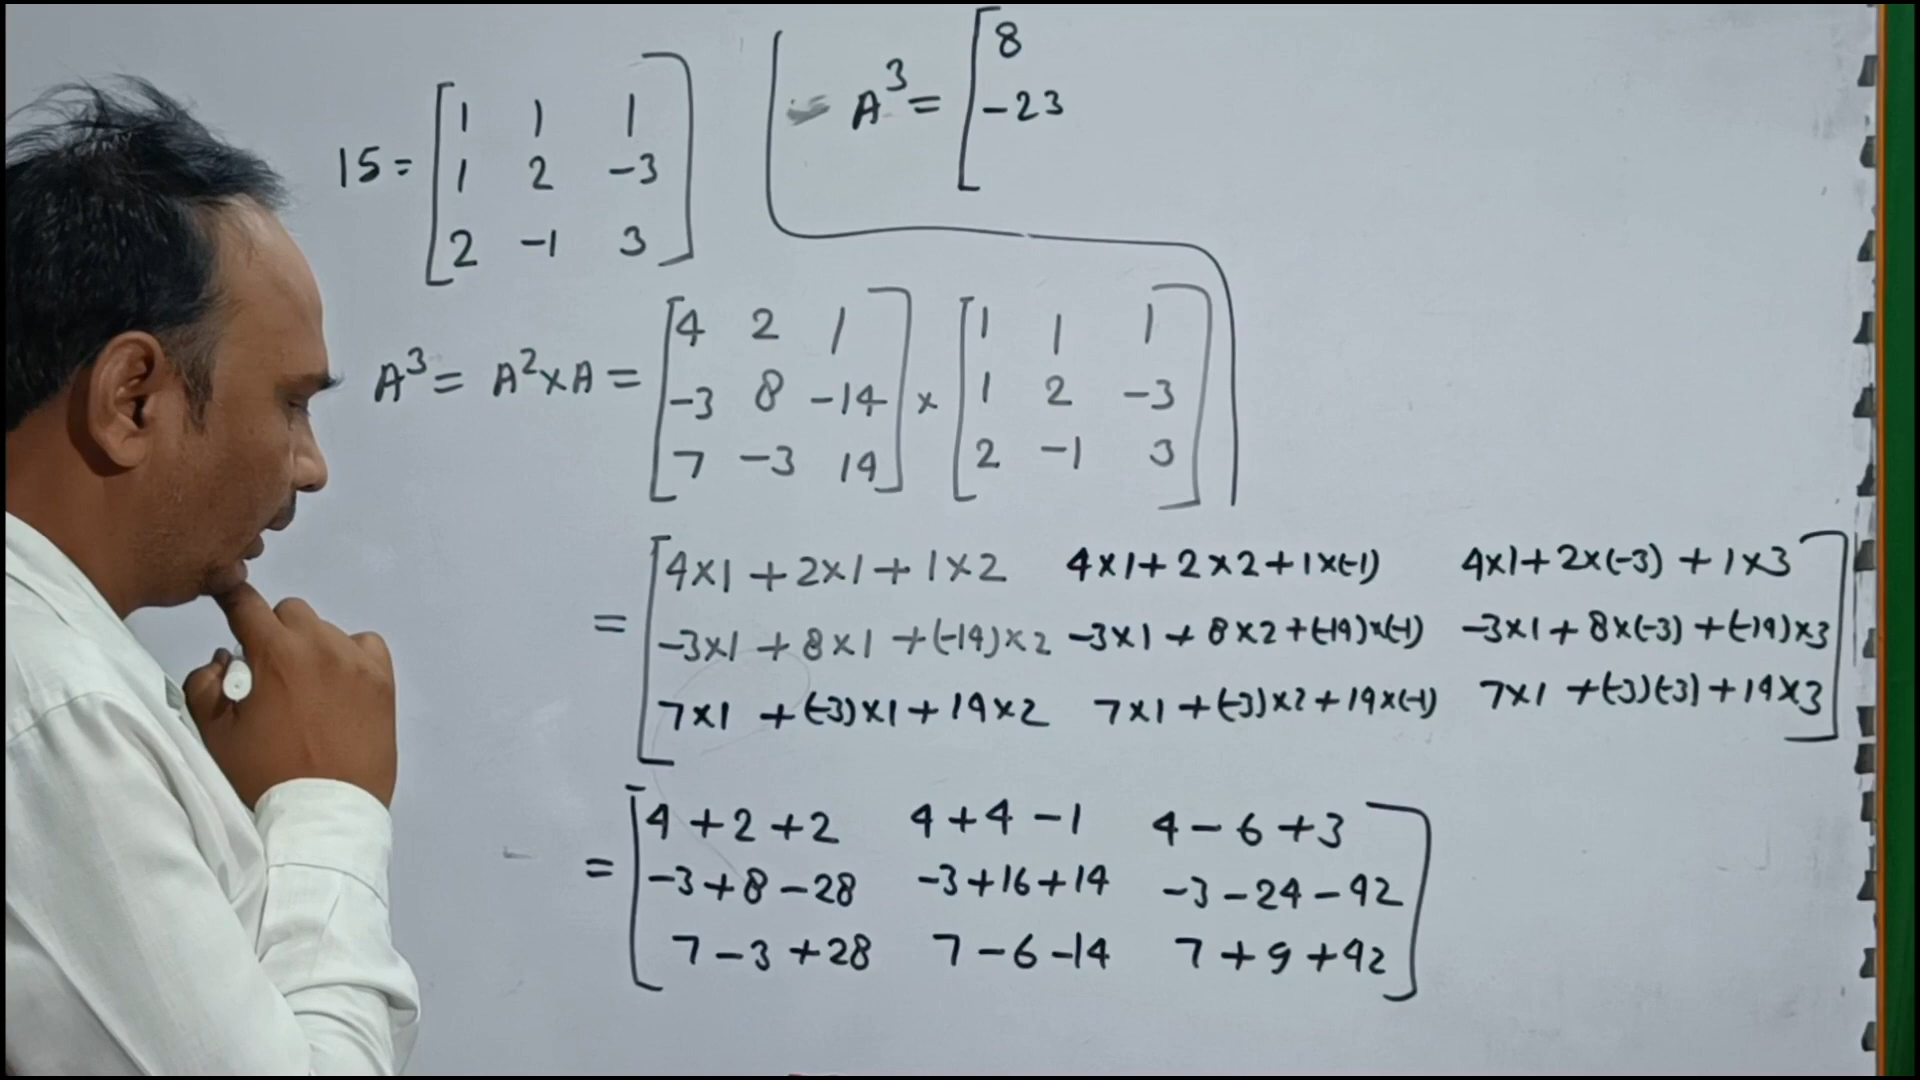 15 = [1 1 1
1 2 -3
2 -1 3]
A³ = [8
-23
A³ = A² × A = [4 2 1
-3 8 -14
7 -3 14] × [1 1 1
1 2 -3
2 -1 3]
= [4×1 + 2×1 + 1×2 4×1 + 2×2 + 1×(-1) 4×1 + 2×(-3) + 1×3
-3×1 + 8×1 + (-14)×2 -3×1 + 8×2 + (-14)×(-1) -3×1 + 8×(-3) + (-14)×3
7×1 + (-3)×1 + 14×2 7×1 + (-3)×2 + 14×(-1) 7×1 + (-3)(-3) + 14×3]
= [4 + 2 + 2 4 + 4 - 1 4 - 6 + 3
-3 + 8 - 28 -3 + 16 + 14 -3 - 24 - 42
7 - 3 + 28 7 - 6 - 14 7 + 9 + 42]